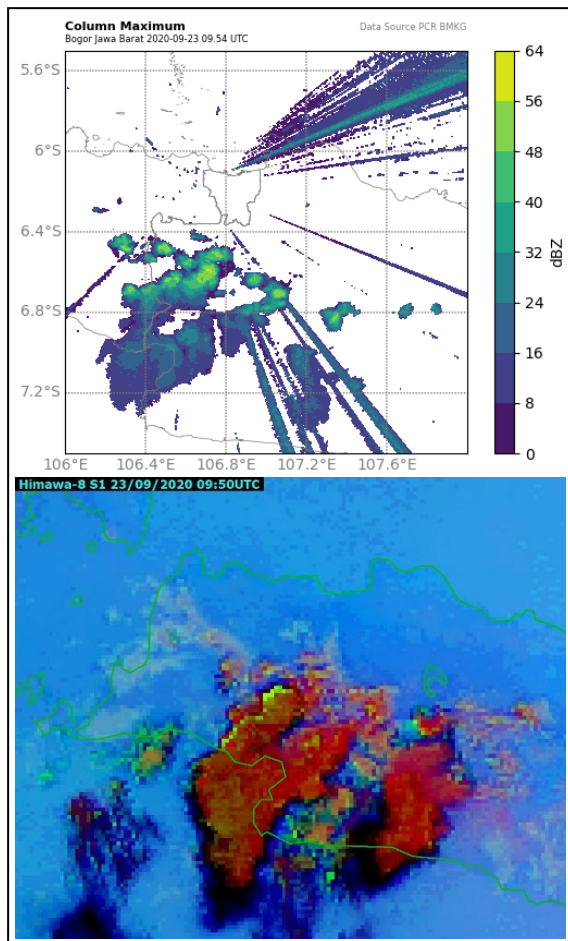 Column Maximum
Data Source PCR BMKG
Bogor Jawa Barat 2020-09-23 09.54 UTC
64
5.6°S
56
6°S
48
40
6.4°S
32
dBZ
6.8°S
24
16
7.2°S
8
0
106°E
106.4°E
106.8°E
107.2°E
107.6°E
Himawa-8 S1 23/09/2020 09:50UTC